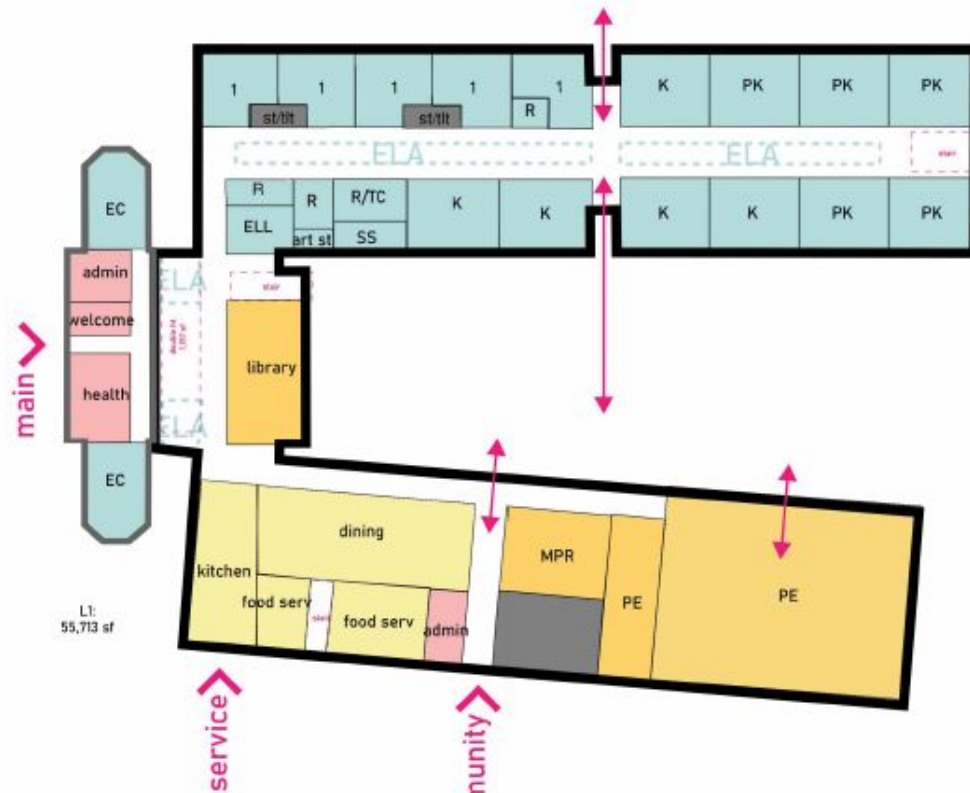 1 1 1 1 1 K PK PK PK
st/tlt st/tlt R
ELA ELA stair
R R R/TC K K K K PK PK
ELL art st SS
EC
admin
welcome
health
EC
main
ELA
ELA
stair
library
dining
kitchen
food serv
food serv
admin
MPR
PE
PE
L1:
55,713 sf
service
munity